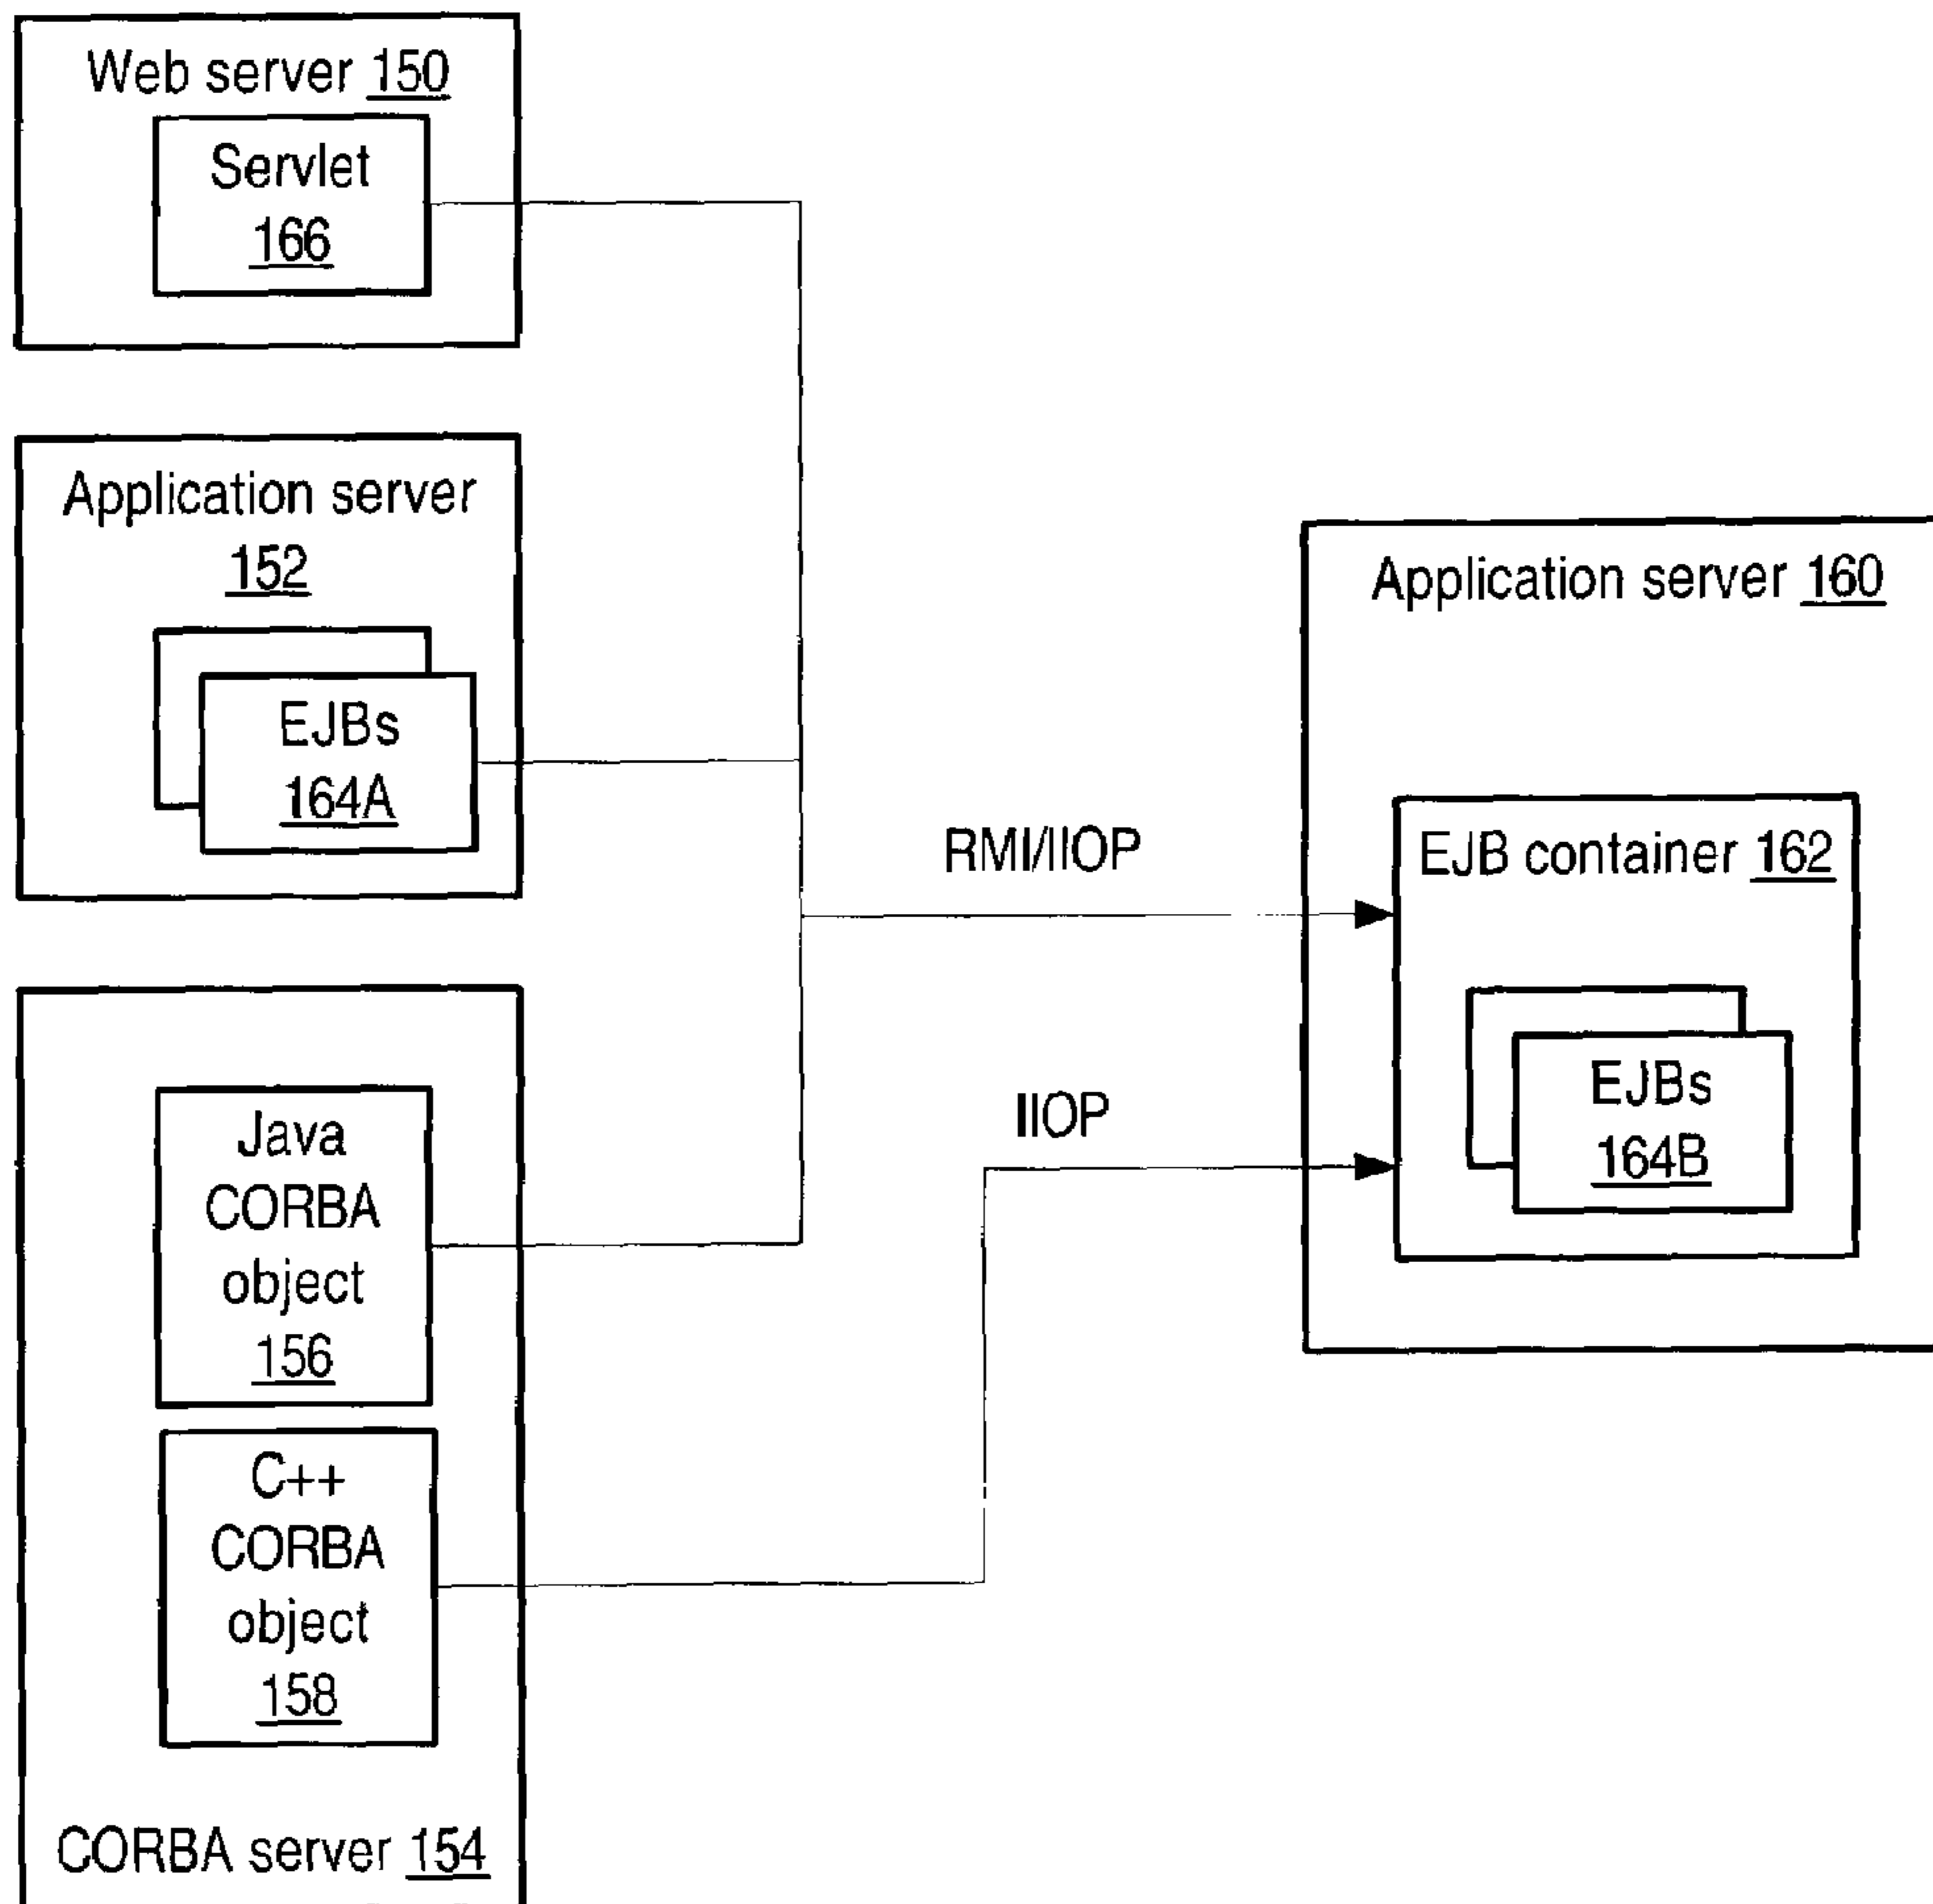 Web server 150
Servlet
166
Application server
152
EJBs
164A
Java
CORBA
object
156
C++
CORBA
object
158
CORBA server 154
RMI/IIOP
IIOP
Application server 160
EJB container 162
EJBs
164B